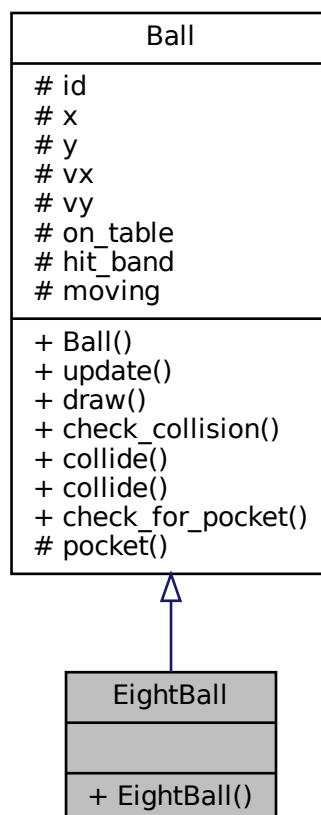 Ball
# id
# x
# y
# vx
# vy
# on_table
# hit_band
# moving
+ Ball()
+ update()
+ draw()
+ check_collision()
+ collide()
+ collide()
+ check_for_pocket()
# pocket()
EightBall
+ EightBall()